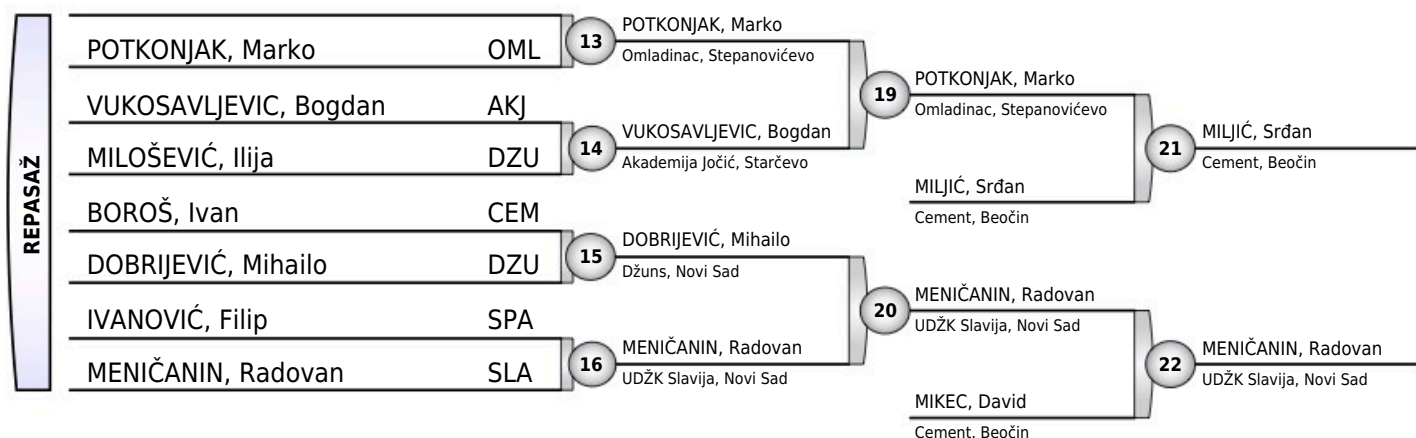 REPASAŽ
POTKONJAK, Marko OML
VUKOSAVLJEVIC, Bogdan AKJ
MILOŠEVIĆ, Ilija DZU
BOROŠ, Ivan CEM
DOBRIJEVIĆ, Mihailo DZU
IVANOVIĆ, Filip SPA
MENIČANIN, Radovan SLA
13
POTKONJAK, Marko
Omladinac, Stepanovićevo
14
VUKOSAVLJEVIC, Bogdan
Akademija Jočić, Starčevo
15
DOBRIJEVIĆ, Mihailo
Džuns, Novi Sad
16
MENIČANIN, Radovan
UDŽK Slavija, Novi Sad
19
POTKONJAK, Marko
Omladinac, Stepanovićevo
MILJIĆ, Srđan
Cement, Beočin
20
MENIČANIN, Radovan
UDŽK Slavija, Novi Sad
MIKEC, David
Cement, Beočin
21
MILJIĆ, Srđan
Cement, Beočin
22
MENIČANIN, Radovan
UDŽK Slavija, Novi Sad